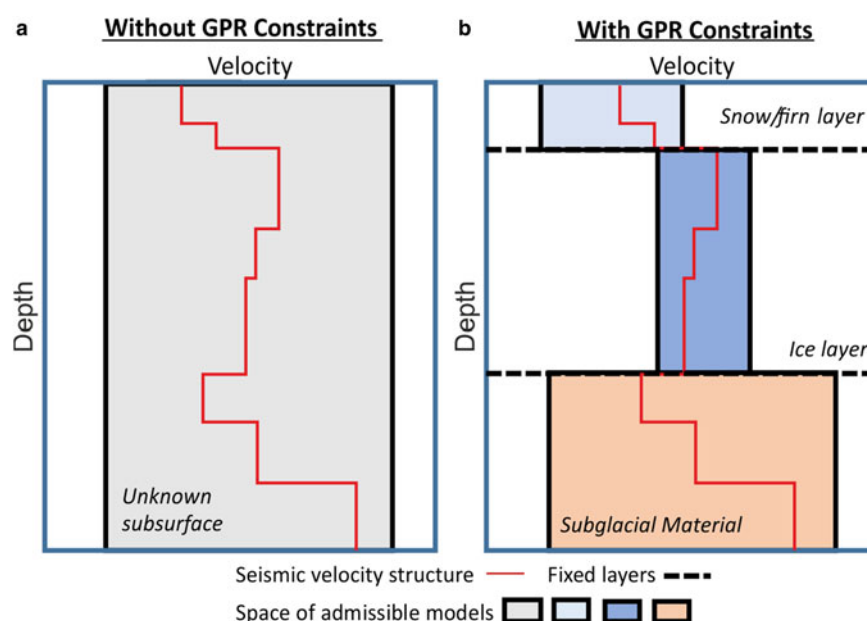 a
Without GPR Constraints
Velocity
Depth
Unknown
subsurface
b
With GPR Constraints
Velocity
Snow/firn layer
Depth
Ice layer
Subglacial Material
Seismic velocity structure
Fixed layers
Space of admissible models